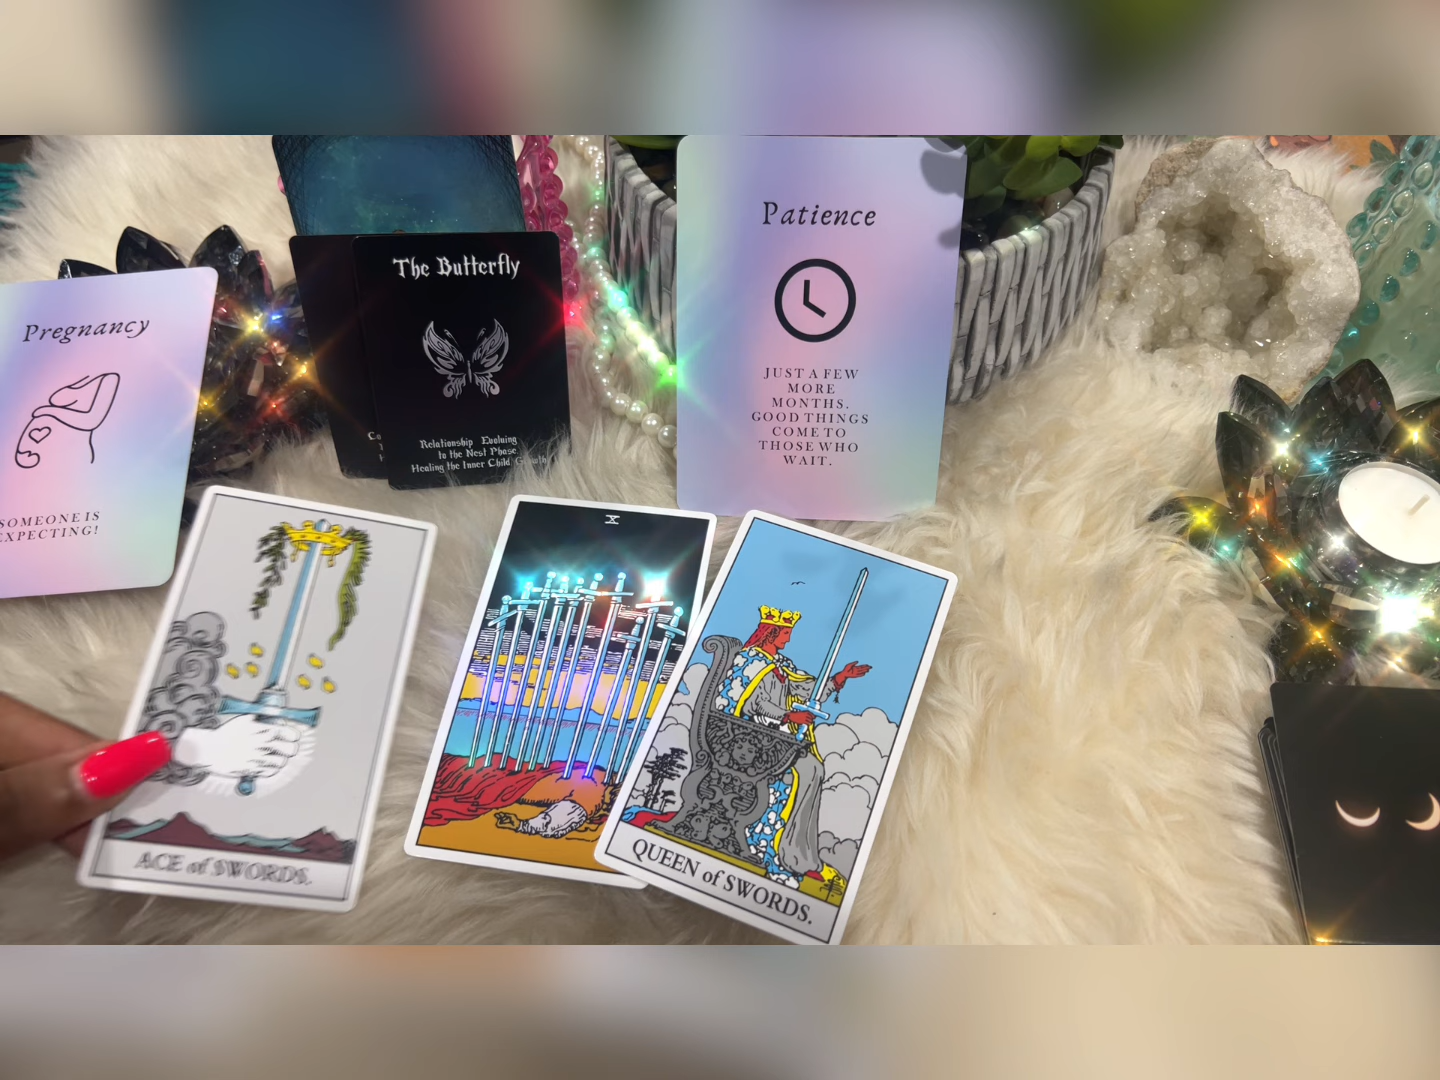 Pregnancy
SOMEONE IS
EXPECTING!
The Butterfly
Relationship Evolving
to the Next Phase.
Healing the Inner Child. Growth
Patience
JUST A FEW
MORE
MONTHS.
GOOD THINGS
COME TO
THOSE WHO
WAIT.
ACE of SWORDS.
X
QUEEN of SWORDS.